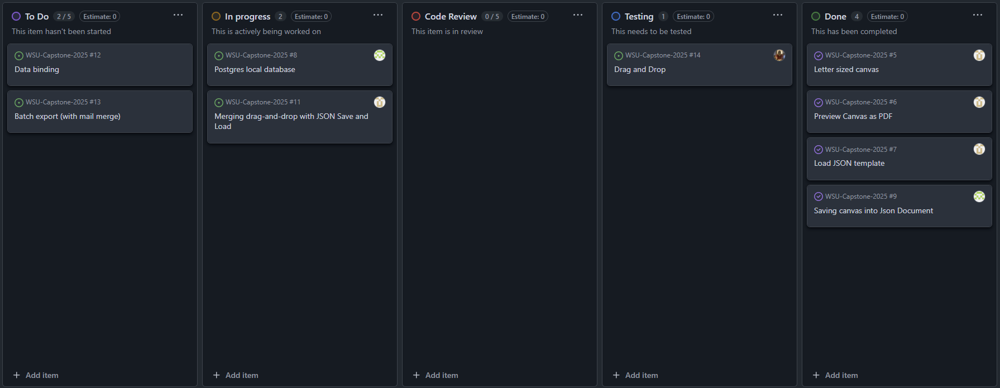 To Do 2 / 5 Estimate: 0
This item hasn't been started
WSU-Capstone-2025 #12
Data binding
WSU-Capstone-2025 #13
Batch export (with mail merge)
Add item
In progress 2 Estimate: 0
This is actively being worked on
WSU-Capstone-2025 #8
Postgres local database
WSU-Capstone-2025 #11
Merging drag-and-drop with JSON Save and
Load
Add item
Code Review 0 / 5 Estimate: 0
This item is in review
Add item
Testing 1 Estimate: 0
This needs to be tested
WSU-Capstone-2025 #14
Drag and Drop
Add item
Done 4 Estimate: 0
This has been completed
WSU-Capstone-2025 #5
Letter sized canvas
WSU-Capstone-2025 #6
Preview Canvas as PDF
WSU-Capstone-2025 #7
Load JSON template
WSU-Capstone-2025 #9
Saving canvas into Json Document
Add item